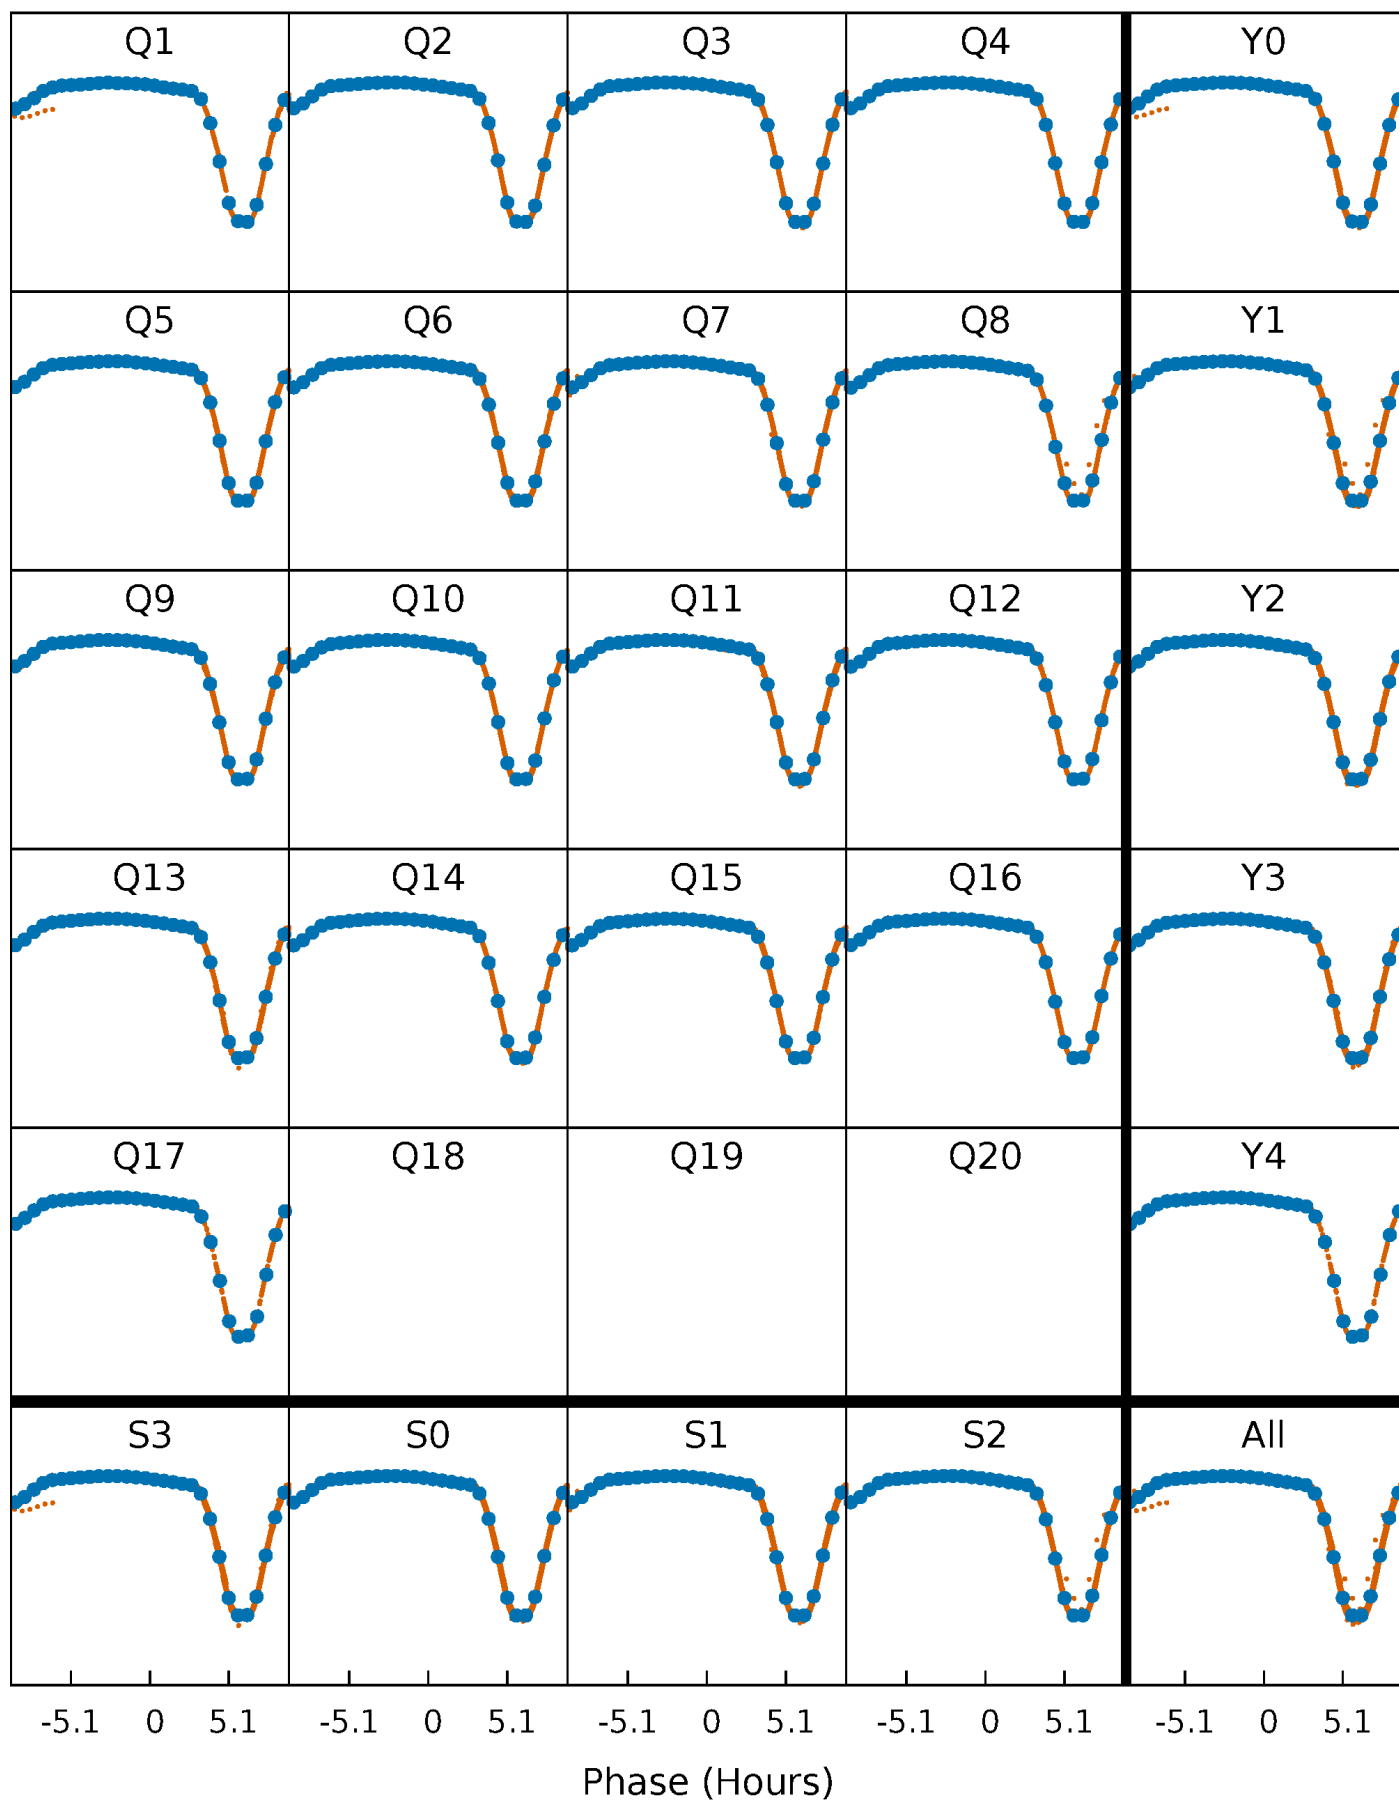 Q1 Q2 Q3 Q4 Y0
Q5 Q6 Q7 Q8 Y1
Q9 Q10 Q11 Q12 Y2
Q13 Q14 Q15 Q16 Y3
Q17 Q18 Q19 Q20 Y4
S3 S0 S1 S2 All
-5.1 0 5.1 -5.1 0 5.1 -5.1 0 5.1 -5.1 0 5.1 -5.1 0 5.1
Phase (Hours)